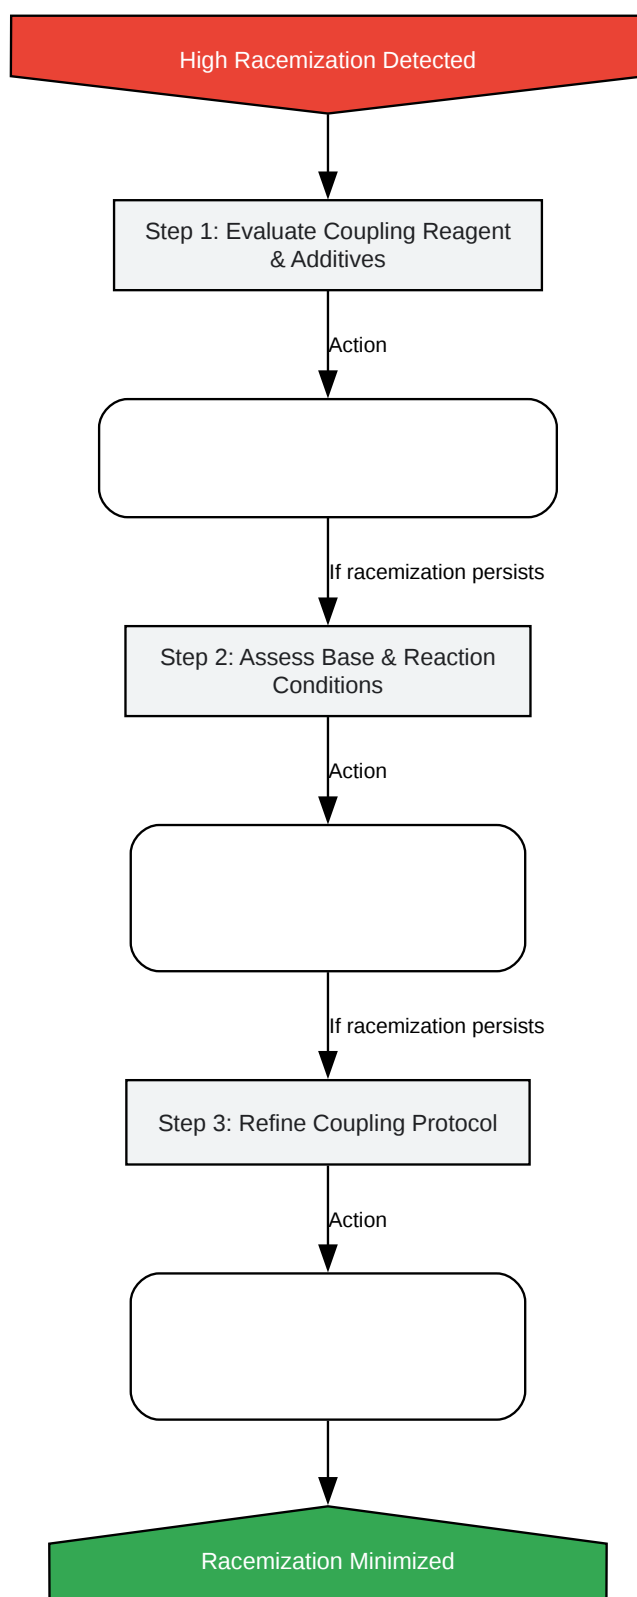 High Racemization Detected
Step 1: Evaluate Coupling Reagent
& Additives
Action
If racemization persists
Step 2: Assess Base & Reaction
Conditions
Action
If racemization persists
Step 3: Refine Coupling Protocol
Action
Racemization Minimized